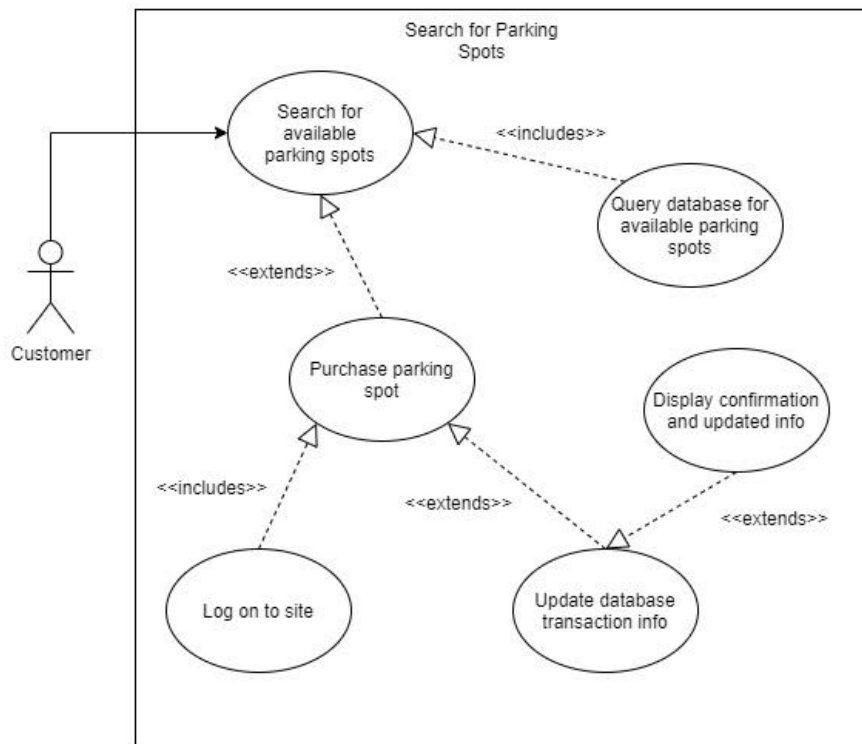 Search for Parking
Spots
Search for
available
parking spots
<<includes>>
Query database for
available parking
spots
<<extends>>
Customer
Purchase parking
spot
Display confirmation
and updated info
<<includes>>
<<extends>>
<<extends>>
Log on to site
Update database
transaction info